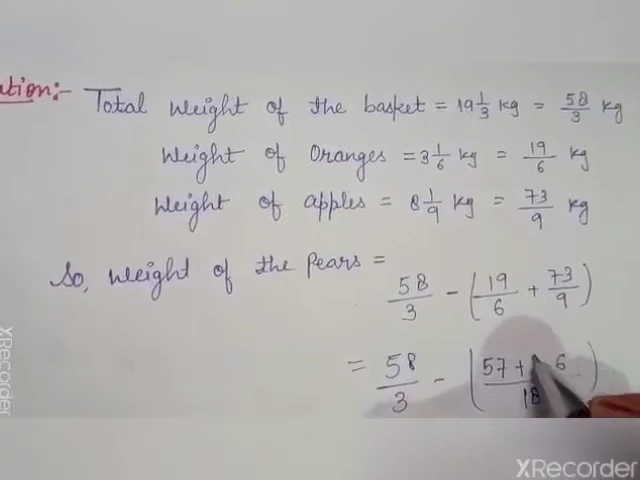 ation:- Total weight of the basket = 19 1/3 kg = 58/3 kg
weight of Oranges = 3 1/6 kg = 19/6 kg
weight of apples = 8 1/9 kg = 73/9 kg
So, weight of the Pears =
58/3 - (19/6 + 73/9)
= 58/3 - (57 + 6/18)
XRecorder
XRecorder